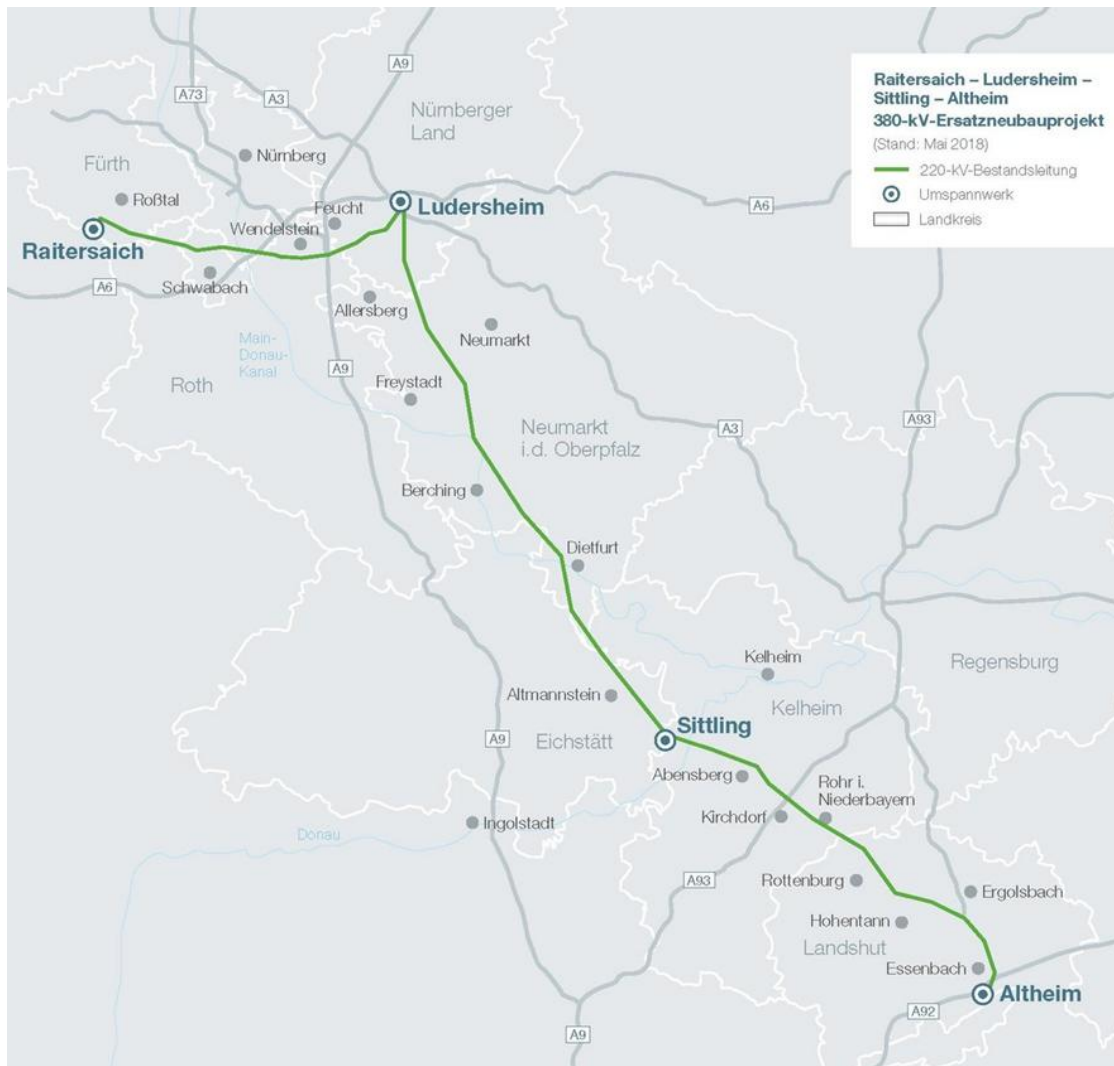 Raitersaich – Ludersheim –
Sittling – Altheim
380-kV-Ersatzneubauprojekt
(Stand: Mai 2018)
220-kV-Bestandsleitung
Umspannwerk
Landkreis
A9
A73
A3
Nürnberger
Land
Nürnberg
Fürth
Roßtal
Feucht
Ludersheim
A6
Wendelstein
Raitersaich
Schwabach
A6
Allersberg
Main-
Donau-
Kanal
Neumarkt
A9
Roth
Freystadt
A93
Neumarkt
i.d. Oberpfalz
A3
Berching
Dietfurt
Kelheim
Regensburg
Altmannstein
Kelheim
Sittling
A9
Eichstätt
Abensberg
Rohr i.
Niederbayern
Kirchdorf
Ingolstadt
Donau
A93
Rottenburg
Ergolsbach
Hohentann
Landshut
Essenbach
Altheim
A92
A9